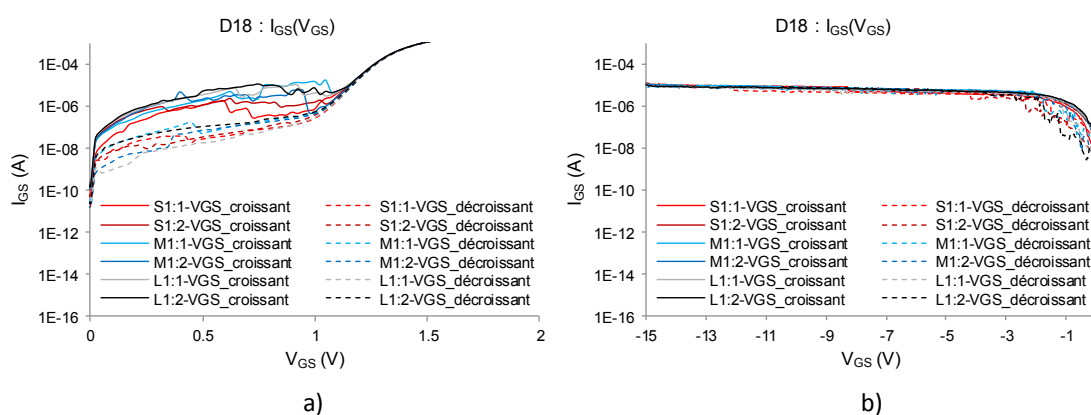 D18 : IGS(VGS)
IGS (A)
1E-04
1E-06
1E-08
1E-10
1E-12
1E-14
1E-16
S1:1-VGS_croissant
S1:2-VGS_croissant
M1:1-VGS_croissant
M1:2-VGS_croissant
L1:1-VGS_croissant
L1:2-VGS_croissant
S1:1-VGS_décroissant
S1:2-VGS_décroissant
M1:1-VGS_décroissant
M1:2-VGS_décroissant
L1:1-VGS_décroissant
L1:2-VGS_décroissant
0 0.5 1 1.5 2
VGS (V)
a)
D18 : IGS(VGS)
IGS (A)
1E-04
1E-06
1E-08
1E-10
1E-12
1E-14
1E-16
S1:1-VGS_croissant
S1:2-VGS_croissant
M1:1-VGS_croissant
M1:2-VGS_croissant
L1:1-VGS_croissant
L1:2-VGS_croissant
S1:1-VGS_décroissant
S1:2-VGS_décroissant
M1:1-VGS_décroissant
M1:2-VGS_décroissant
L1:1-VGS_décroissant
L1:2-VGS_décroissant
-15 -13 -11 -9 -7 -5 -3 -1
VGS (V)
b)